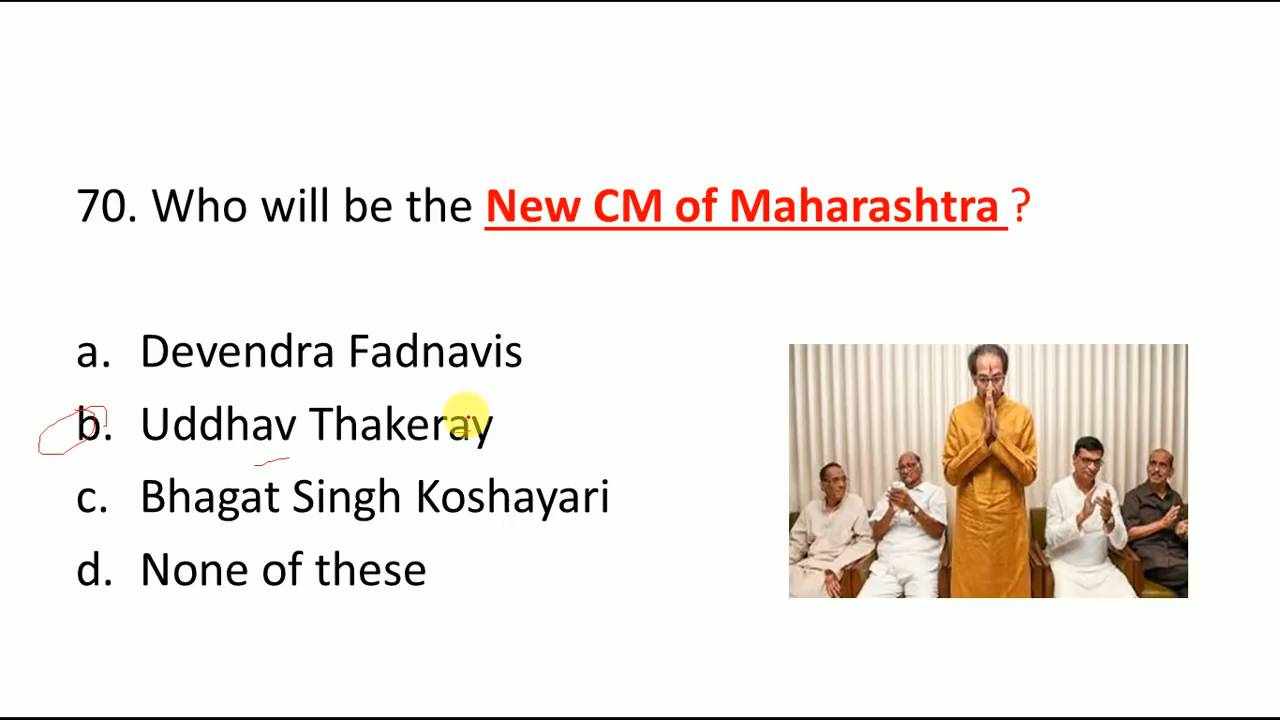 70. Who will be the New CM of Maharashtra ?
a. Devendra Fadnavis
b. Uddhav Thakeray
c. Bhagat Singh Koshayari
d. None of these